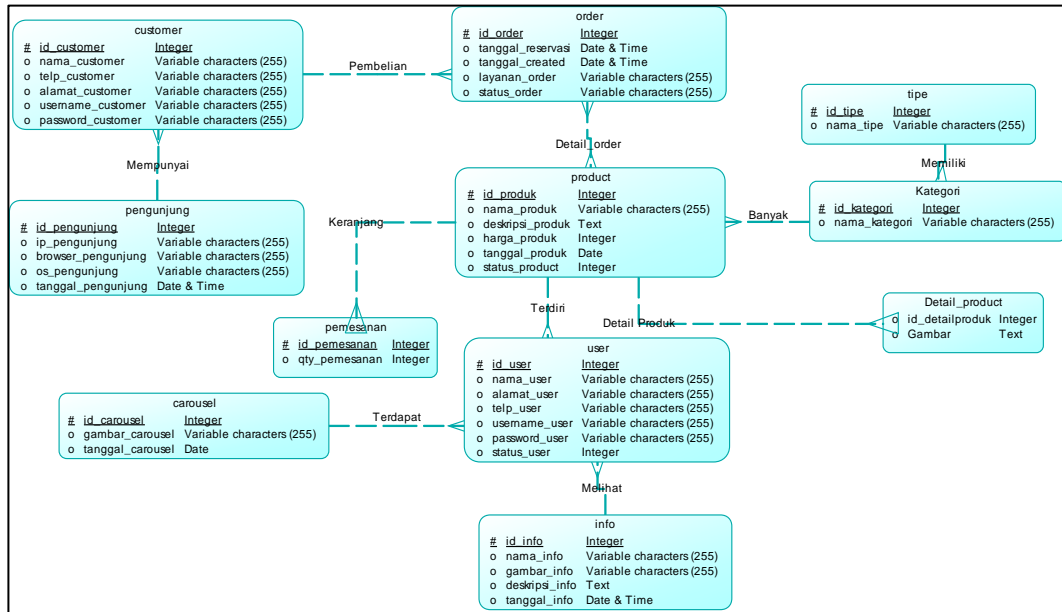 customer
# id_customer Integer
o nama_customer Variable characters (255)
o telp_customer Variable characters (255)
o alamat_customer Variable characters (255)
o username_customer Variable characters (255)
o password_customer Variable characters (255)
Pembelian
order
# id_order Integer
o tanggal_reservasi Date & Time
o tanggal_created Date & Time
o layanan_order Variable characters (255)
o status_order Variable characters (255)
tipe
# id_tipe Integer
o nama_tipe Variable characters (255)
Mempunyai
Detail_order
Memiliki
pengunjung
# id_pengunjung Integer
o ip_pengunjung Variable characters (255)
o browser_pengunjung Variable characters (255)
o os_pengunjung Variable characters (255)
o tanggal_pengunjung Date & Time
Keranjang
product
# id_produk Integer
o nama_produk Variable characters (255)
o deskripsi_produk Text
o harga_produk Integer
o tanggal_produk Date
o status_product Integer
Banyak
Kategori
# id_kategori Integer
o nama_kategori Variable characters (255)
Terdiri
Detail Produk
Detail_product
o id_detailproduk Integer
o Gambar Text
pemesanan
# id_pemesanan Integer
o qty_pemesanan Integer
user
# id_user Integer
o nama_user Variable characters (255)
o alamat_user Variable characters (255)
o telp_user Variable characters (255)
o username_user Variable characters (255)
o password_user Variable characters (255)
o status_user Integer
carousel
# id_carousel Integer
o gambar_carousel Variable characters (255)
o tanggal_carousel Date
Terdapat
Melihat
info
# id_info Integer
o nama_info Variable characters (255)
o gambar_info Variable characters (255)
o deskripsi_info Text
o tanggal_info Date & Time